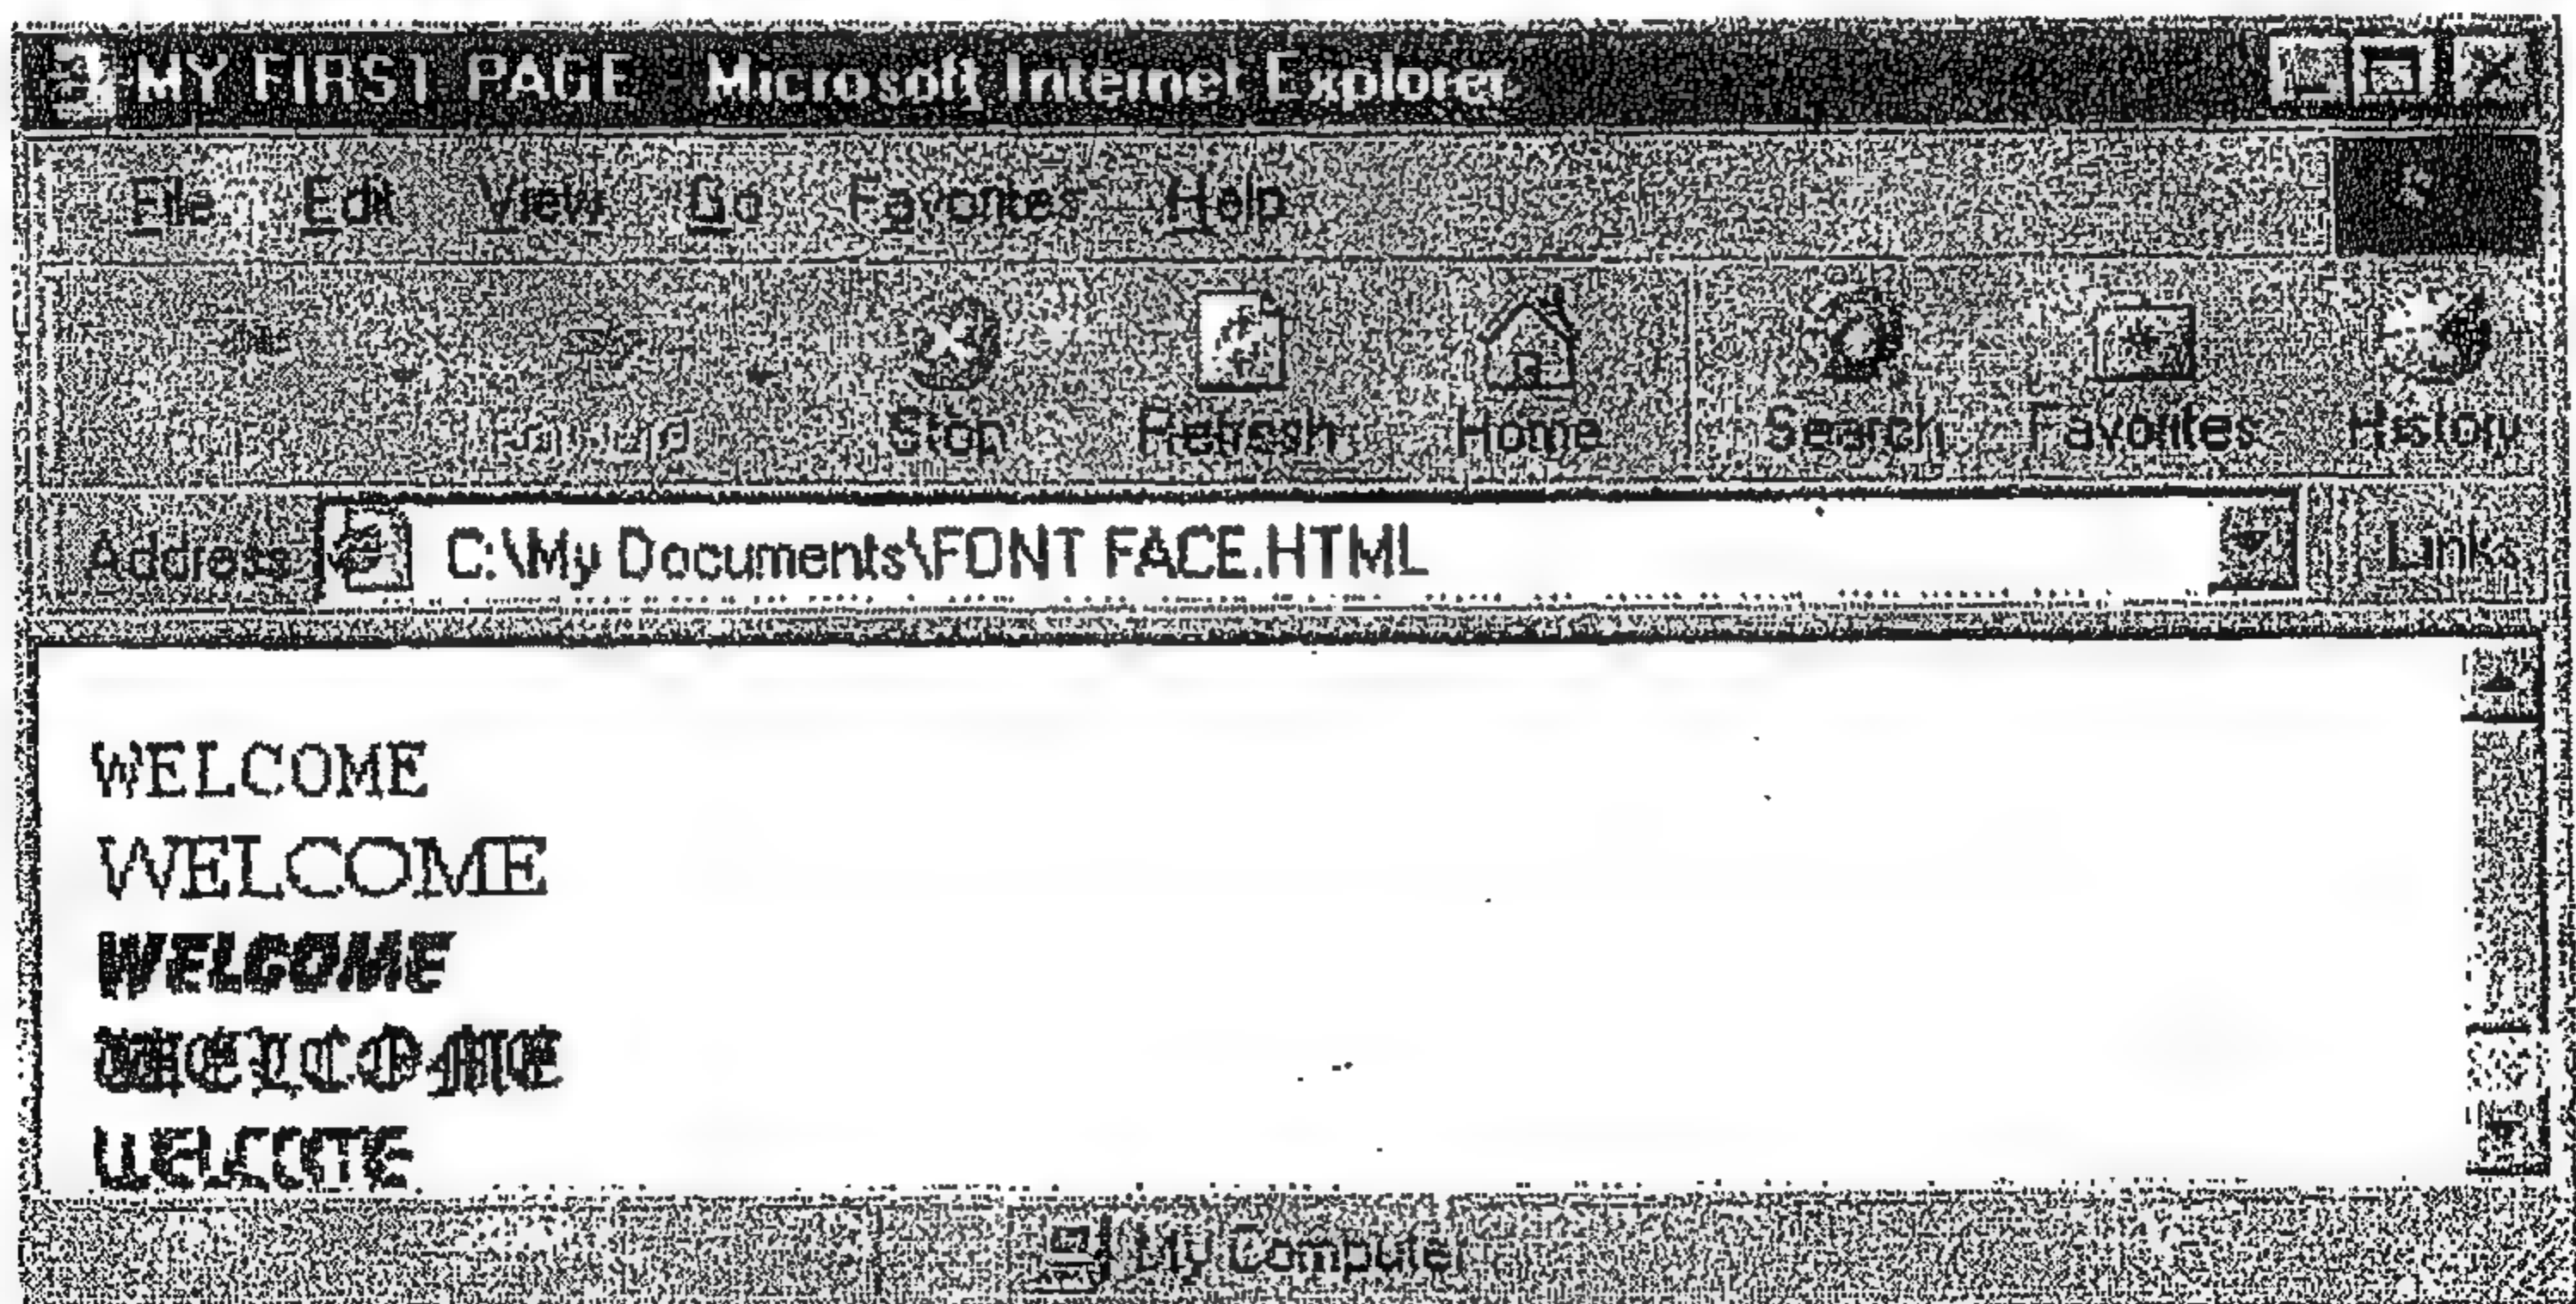 MY FIRST PAGE - Microsoft Internet Explorer
File Edit View Go Favorites Help
Stop Refresh Home Search Favorites History
Address C:\My Documents\FONT FACE.HTML Links
WELCOME
WELCOME
WELCOME
WELCOME
WELCOME
My Computer